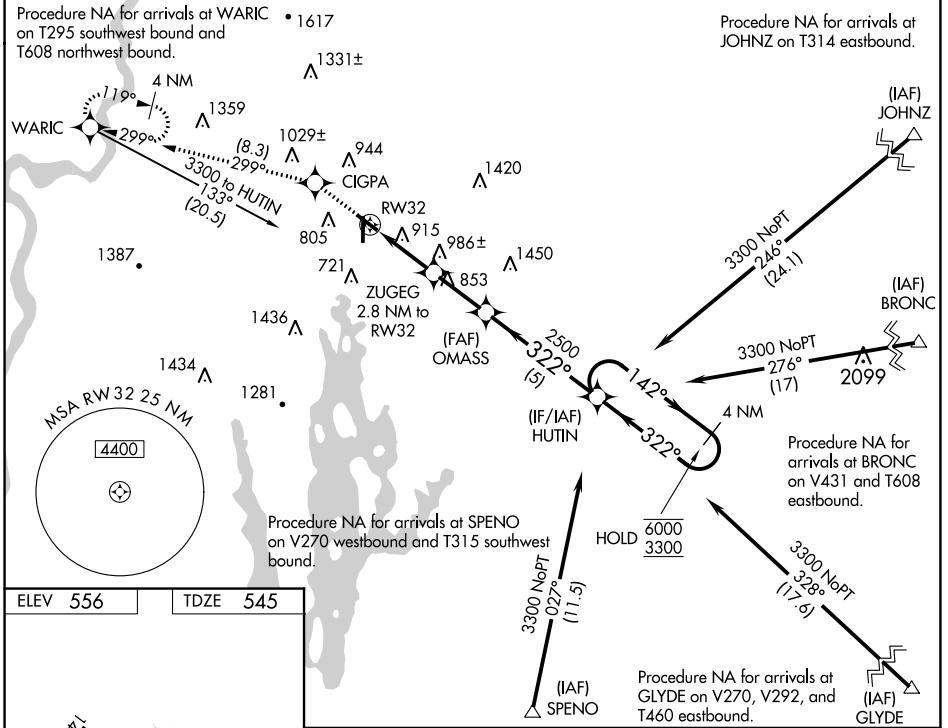 Procedure NA for arrivals at WARIC
on T295 southwest bound and
T608 northwest bound.
1617
Procedure NA for arrivals at
JOHNZ on T314 eastbound.
1331±
4 NM
119°
1359
WARIC
299°
(8.3)
299°
1029±
944
CIGPA
3300 to HUTIN
133°
(20.5)
1420
(IAF)
JOHNZ
805
RW32
915
986±
1450
853
721
1387
ZUGEG
2.8 NM to
RW32
3300 NoPT
246°
(24.1)
(IAF)
BRONC
1436
(FAF)
OMASS
2500
322°
(5)
3300 NoPT
276°
(17)
2099
1434
1281
142°
4 NM
(IF/IAF)
HUTIN
322°
MSA RW 32 25 NM
4400
Procedure NA for
arrivals at BRONC
on V431 and T608
eastbound.
Procedure NA for arrivals at SPENO
on V270 westbound and T315 southwest
bound.
HOLD
6000
3300
3300 NoPT
027°
(11.5)
3300 NoPT
328°
(17.6)
ELEV 556
TDZE 545
(IAF)
SPENO
Procedure NA for arrivals at
GLYDE on V270, V292, and
T460 eastbound.
(IAF)
GLYDE